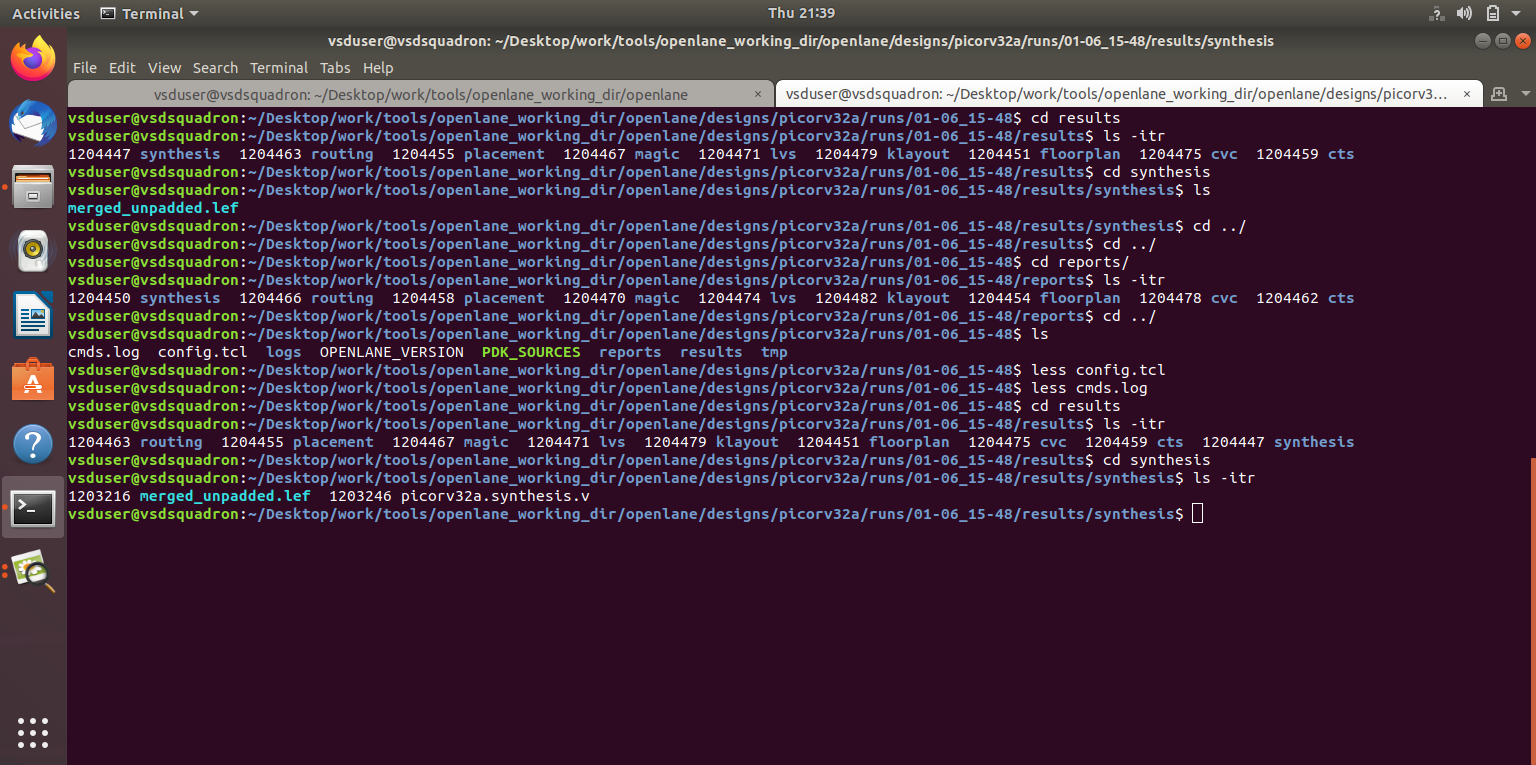 Activities Terminal Thu 21:39
vsduser@vsdsquadron: ~/Desktop/work/tools/openlane_working_dir/openlane/designs/picorv32a/runs/01-06_15-48/results/synthesis
File Edit View Search Terminal Tabs Help
vsduser@vsdsquadron: ~/Desktop/work/tools/openlane_working_dir/openlane × vsduser@vsdsquadron: ~/Desktop/work/tools/openlane_working_dir/openlane/designs/picorv3... ×
vsduser@vsdsquadron:~/Desktop/work/tools/openlane_working_dir/openlane/designs/picorv32a/runs/01-06_15-48$ cd results
vsduser@vsdsquadron:~/Desktop/work/tools/openlane_working_dir/openlane/designs/picorv32a/runs/01-06_15-48/results$ ls -itr
1204447 synthesis 1204463 routing 1204455 placement 1204467 magic 1204471 lvs 1204479 klayout 1204451 floorplan 1204475 cvc 1204459 cts
vsduser@vsdsquadron:~/Desktop/work/tools/openlane_working_dir/openlane/designs/picorv32a/runs/01-06_15-48/results$ cd synthesis
vsduser@vsdsquadron:~/Desktop/work/tools/openlane_working_dir/openlane/designs/picorv32a/runs/01-06_15-48/results/synthesis$ ls
merged_unpadded.lef
vsduser@vsdsquadron:~/Desktop/work/tools/openlane_working_dir/openlane/designs/picorv32a/runs/01-06_15-48/results/synthesis$ cd ../
vsduser@vsdsquadron:~/Desktop/work/tools/openlane_working_dir/openlane/designs/picorv32a/runs/01-06_15-48/results$ cd ../
vsduser@vsdsquadron:~/Desktop/work/tools/openlane_working_dir/openlane/designs/picorv32a/runs/01-06_15-48$ cd reports/
vsduser@vsdsquadron:~/Desktop/work/tools/openlane_working_dir/openlane/designs/picorv32a/runs/01-06_15-48/reports$ ls -itr
1204450 synthesis 1204466 routing 1204458 placement 1204470 magic 1204474 lvs 1204482 klayout 1204454 floorplan 1204478 cvc 1204462 cts
vsduser@vsdsquadron:~/Desktop/work/tools/openlane_working_dir/openlane/designs/picorv32a/runs/01-06_15-48/reports$ cd ../
vsduser@vsdsquadron:~/Desktop/work/tools/openlane_working_dir/openlane/designs/picorv32a/runs/01-06_15-48$ ls
cmds.log config.tcl logs OPENLANE_VERSION PDK_SOURCES reports results tmp
vsduser@vsdsquadron:~/Desktop/work/tools/openlane_working_dir/openlane/designs/picorv32a/runs/01-06_15-48$ less config.tcl
vsduser@vsdsquadron:~/Desktop/work/tools/openlane_working_dir/openlane/designs/picorv32a/runs/01-06_15-48$ less cmds.log
vsduser@vsdsquadron:~/Desktop/work/tools/openlane_working_dir/openlane/designs/picorv32a/runs/01-06_15-48$ cd results
vsduser@vsdsquadron:~/Desktop/work/tools/openlane_working_dir/openlane/designs/picorv32a/runs/01-06_15-48/results$ ls -itr
1204463 routing 1204455 placement 1204467 magic 1204471 lvs 1204479 klayout 1204451 floorplan 1204475 cvc 1204459 cts 1204447 synthesis
vsduser@vsdsquadron:~/Desktop/work/tools/openlane_working_dir/openlane/designs/picorv32a/runs/01-06_15-48/results$ cd synthesis
vsduser@vsdsquadron:~/Desktop/work/tools/openlane_working_dir/openlane/designs/picorv32a/runs/01-06_15-48/results/synthesis$ ls -itr
1203216 merged_unpadded.lef 1203246 picorv32a.synthesis.v
vsduser@vsdsquadron:~/Desktop/work/tools/openlane_working_dir/openlane/designs/picorv32a/runs/01-06_15-48/results/synthesis$